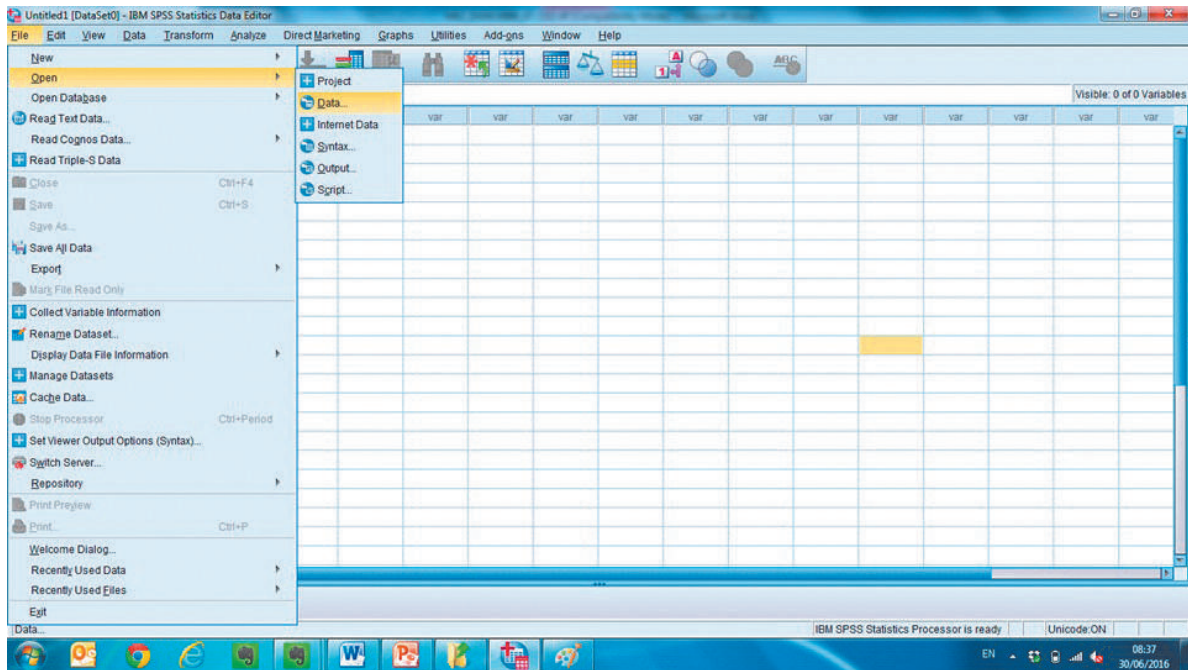 Untitled1 [DataSet0] - IBM SPSS Statistics Data Editor
File Edit View Data Transform Analyze Direct Marketing Graphs Utilities Add-ons Window Help
New
Open
Open Database
Read Text Data...
Read Cognos Data...
Read Triple-S Data
Close Ctrl+F4
Save Ctrl+S
Save As...
Save All Data
Export
Mark File Read Only
Collect Variable Information
Rename Dataset...
Display Data File Information
Manage Datasets
Cache Data...
Stop Processor Ctrl+Period
Set Viewer Output Options (Syntax)...
Switch Server...
Repository
Print Preview
Print... Ctrl+P
Welcome Dialog...
Recently Used Data
Recently Used Files
Exit
Project
Data...
Internet Data
Syntax...
Output...
Script...
Visible: 0 of 0 Variables
var var var var var var var var var var var var
Data...
IBM SPSS Statistics Processor is ready Unicode:ON
EN 08:37
30/06/2016